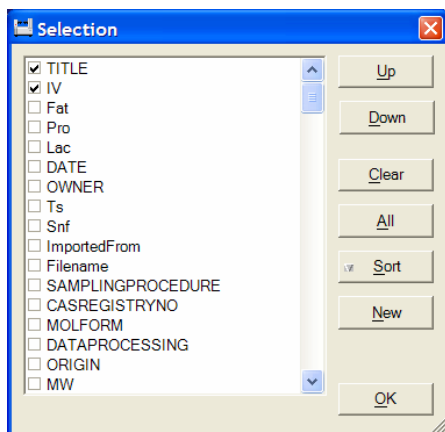 Selection
TITLE
IV
Fat
Pro
Lac
DATE
OWNER
Ts
Snf
ImportedFrom
Filename
SAMPLINGPROCEDURE
CASREGISTRYNO
MOLFORM
DATAPROCESSING
ORIGIN
MW
Up
Down
Clear
All
Sort
New
OK